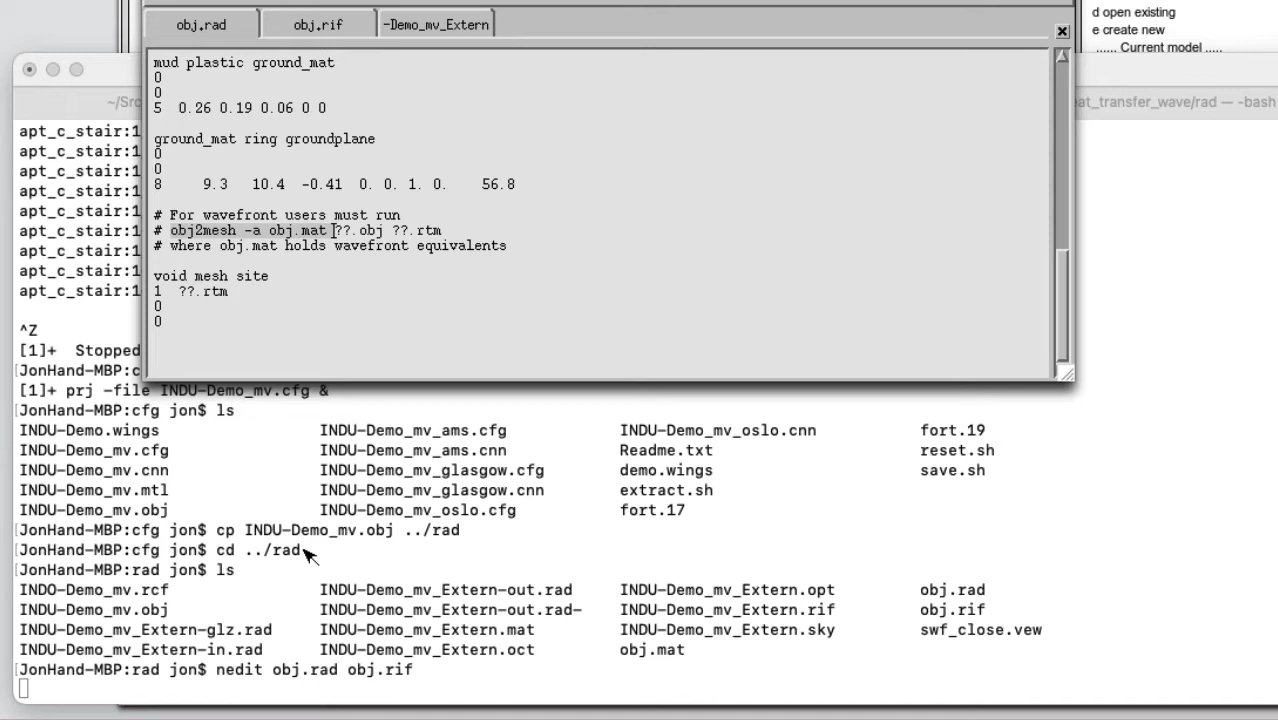 obj.rad obj.rif -Demo_mv_Extern
d open existing
e create new
...... Current model .....
mud plastic ground_mat
0
0
5 0.26 0.19 0.06 0 0
ground_mat ring groundplane
0
0
8 9.3 10.4 -0.41 0. 0. 1. 0. 56.8
# For wavefront users must run
# obj2mesh -a obj.mat ??.obj ??.rtm
# where obj.mat holds wavefront equivalents
void mesh site
1 ??.rtm
0
0
~/Src
eat_transfer_wave/rad — -bash
apt_c_stair:1
apt_c_stair:1
apt_c_stair:1
apt_c_stair:1
apt_c_stair:1
apt_c_stair:1
apt_c_stair:1
apt_c_stair:1
apt_c_stair:1
^Z
[1]+ Stopped
JonHand-MBP:c
[1]+ prj -file INDU-Demo_mv.cfg &
JonHand-MBP:cfg jon$ ls
INDU-Demo.wings INDU-Demo_mv_ams.cfg INDU-Demo_mv_oslo.cnn fort.19
INDU-Demo_mv.cfg INDU-Demo_mv_ams.cnn Readme.txt reset.sh
INDU-Demo_mv.cnn INDU-Demo_mv_glasgow.cfg demo.wings save.sh
INDU-Demo_mv.mtl INDU-Demo_mv_glasgow.cnn extract.sh
INDU-Demo_mv.obj INDU-Demo_mv_oslo.cfg fort.17
JonHand-MBP:cfg jon$ cp INDU-Demo_mv.obj ../rad
JonHand-MBP:cfg jon$ cd ../rad
JonHand-MBP:rad jon$ ls
INDO-Demo_mv.rcf INDU-Demo_mv_Extern-out.rad INDU-Demo_mv_Extern.opt obj.rad
INDU-Demo_mv.obj INDU-Demo_mv_Extern-out.rad- INDU-Demo_mv_Extern.rif obj.rif
INDU-Demo_mv_Extern-glz.rad INDU-Demo_mv_Extern.mat INDU-Demo_mv_Extern.sky swf_close.vew
INDU-Demo_mv_Extern-in.rad INDU-Demo_mv_Extern.oct obj.mat
JonHand-MBP:rad jon$ nedit obj.rad obj.rif